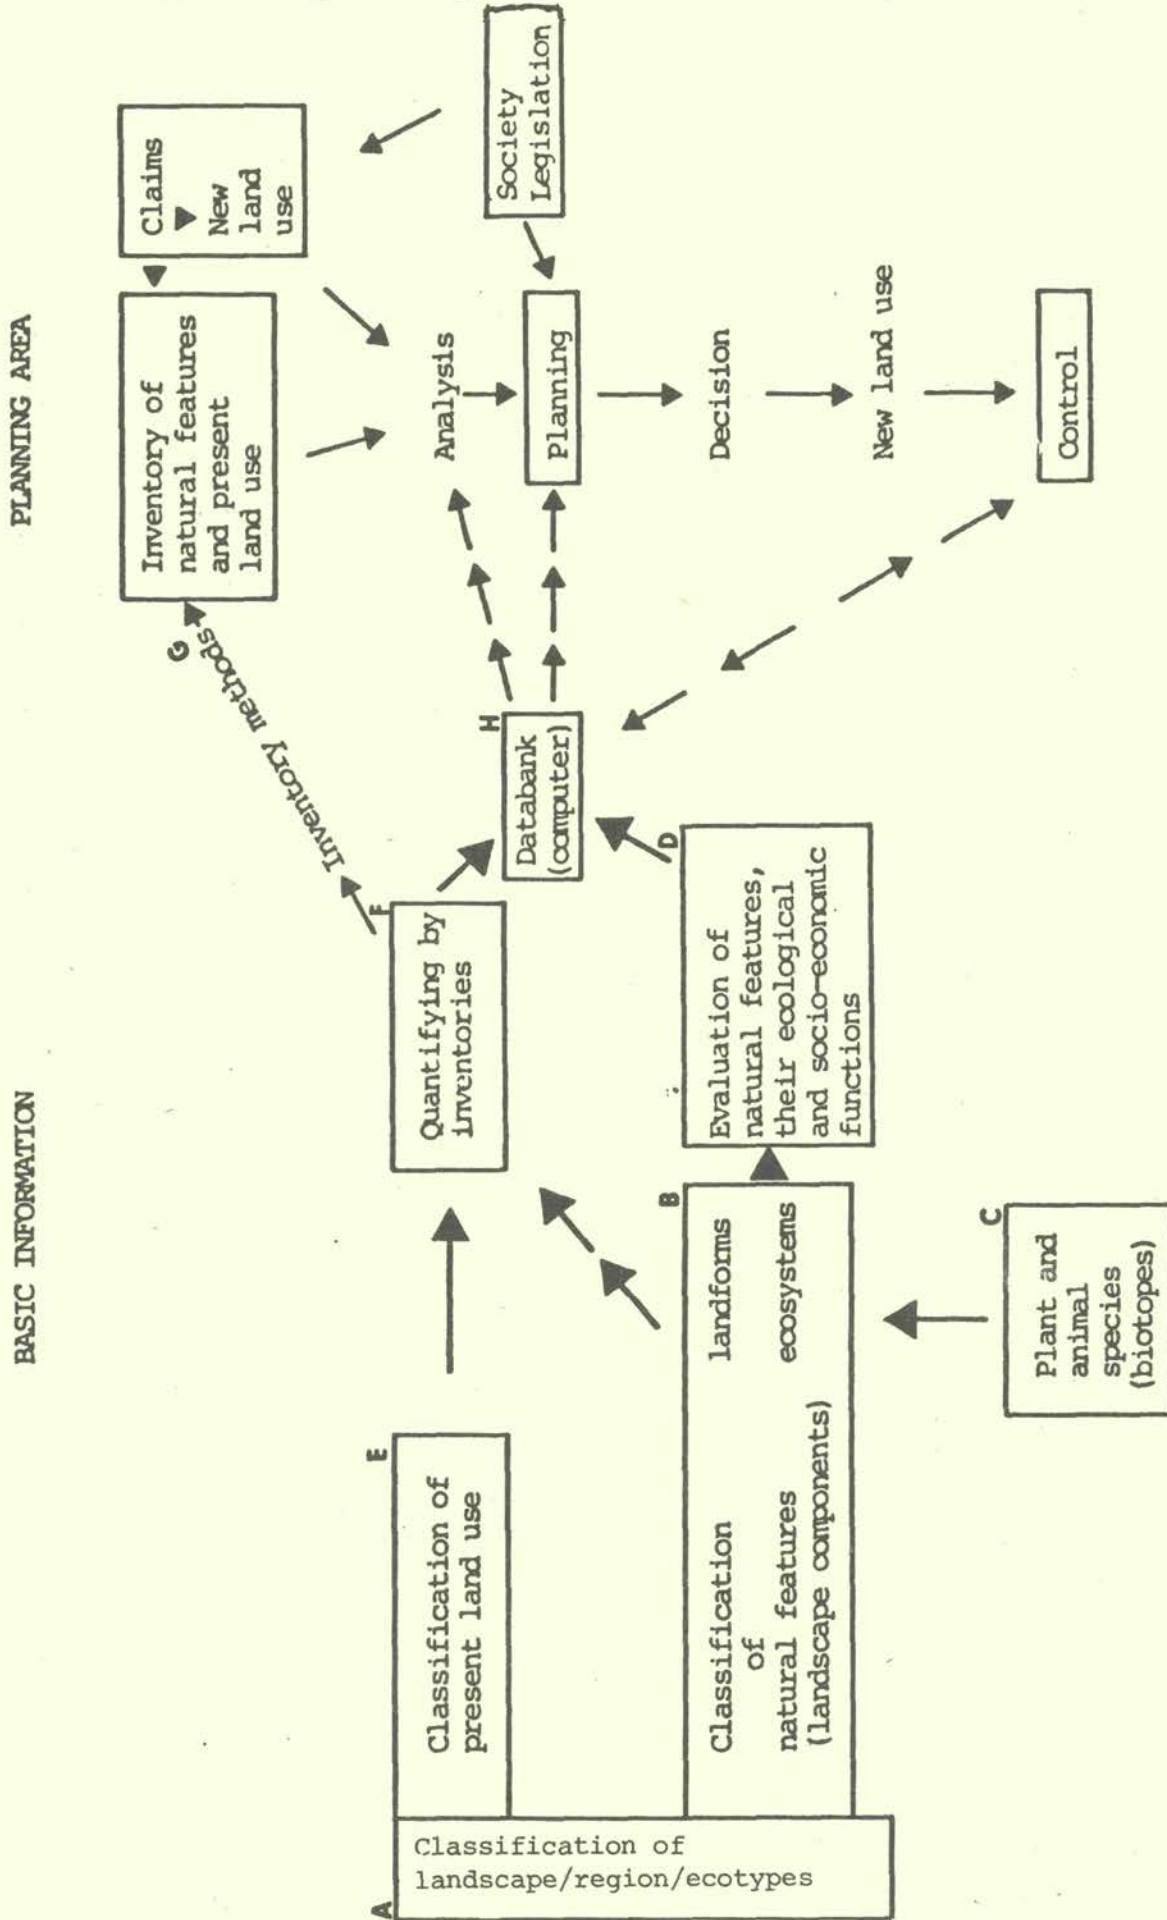 BASIC INFORMATION
PLANNING AREA
A
Classification of
landscape/region/ecotypes
E
Classification of
present land use
B
Classification
of
natural features
(landscape components)
landforms
ecosystems
C
Plant and
animal
species
(biotopes)
F
Quantifying by
inventories
D
Evaluation of
natural features,
their ecological
and socio-economic
functions
Inventory methods
G
H
Databank
(computer)
Inventory of
natural features
and present
land use
Claims
New
land
use
Analysis
Society
Legislation
Planning
Decision
New land use
Control